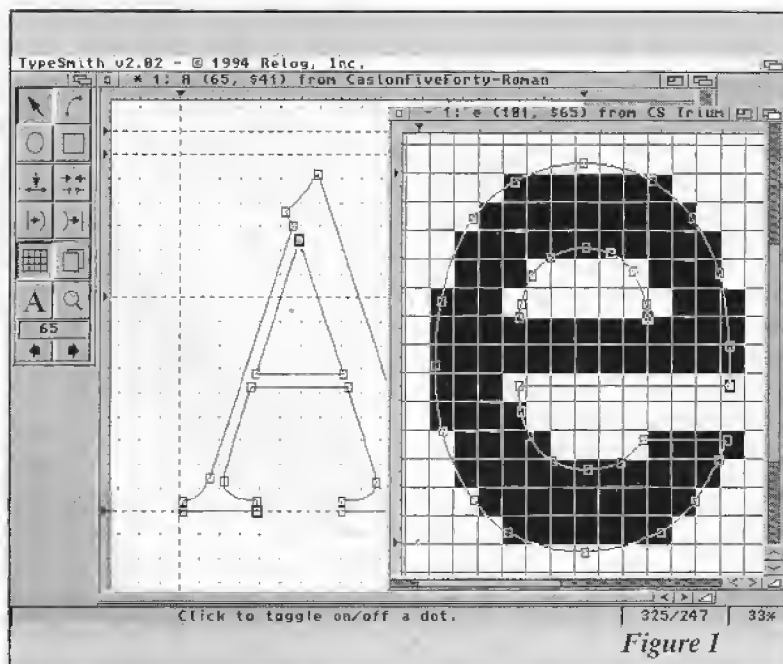 TypeSmith v2.02 - © 1994 Relog, Inc.
* 1: A (65, $41) from CaslonFiveForty-Roman
1: e (101, $65) from CS Trium
A
65
Click to toggle on/off a dot.
325/247
33%
Figure 1